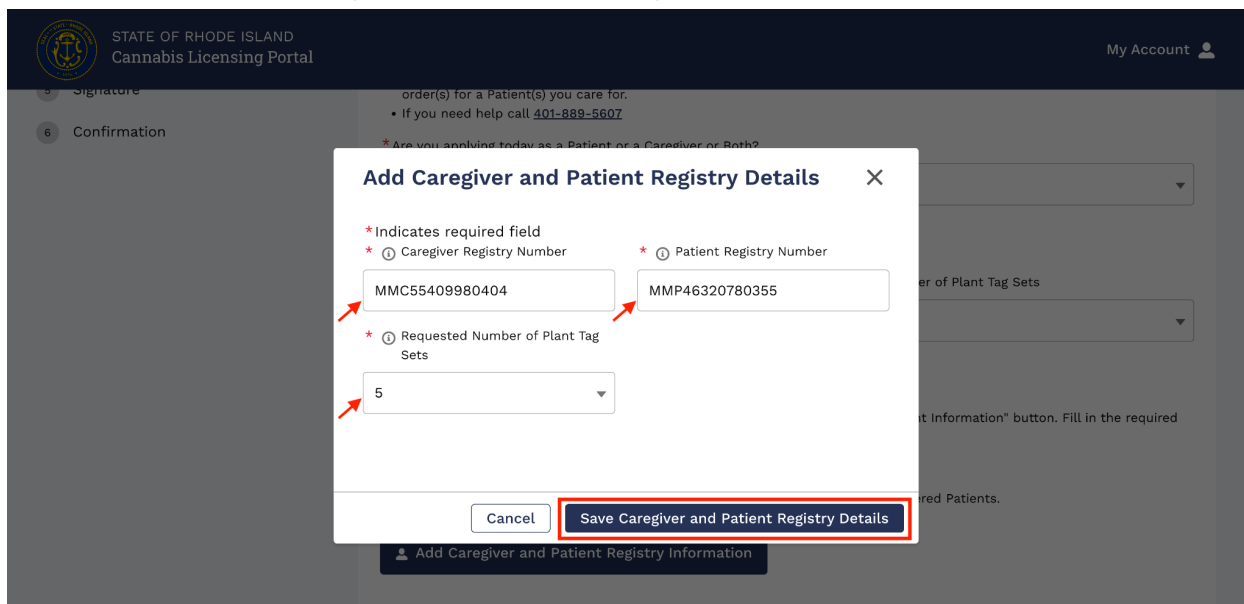 STATE OF RHODE ISLAND
Cannabis Licensing Portal
My Account
5 Signature
6 Confirmation
order(s) for a Patient(s) you care for.
• If you need help call 401-889-5607
*Are you applying today as a Patient or a Caregiver or Both?
Add Caregiver and Patient Registry Details
*Indicates required field
* Caregiver Registry Number
* Patient Registry Number
MMC55409980404
MMP46320780355
er of Plant Tag Sets
* Requested Number of Plant Tag
Sets
5
nt Information" button. Fill in the required
ered Patients.
Cancel
Save Caregiver and Patient Registry Details
Add Caregiver and Patient Registry Information